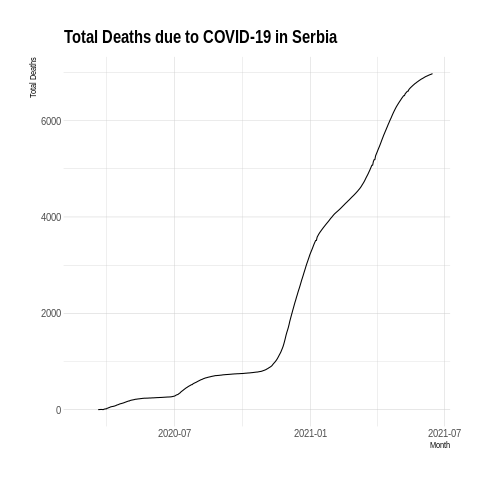 Total Deaths due to COVID-19 in Serbia
Total Deaths
6000
4000
2000
0
2020-07 2021-01 2021-07
Month